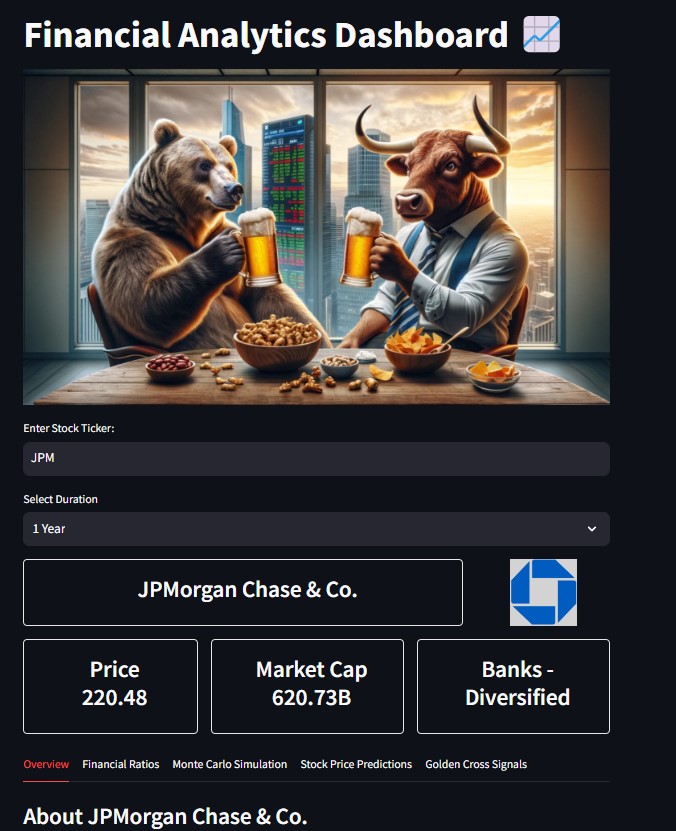 Financial Analytics Dashboard
Enter Stock Ticker:
JPM
Select Duration
1 Year
JPMorgan Chase & Co.
Price
220.48
Market Cap
620.73B
Banks -
Diversified
Overview Financial Ratios Monte Carlo Simulation Stock Price Predictions Golden Cross Signals
About JPMorgan Chase & Co.